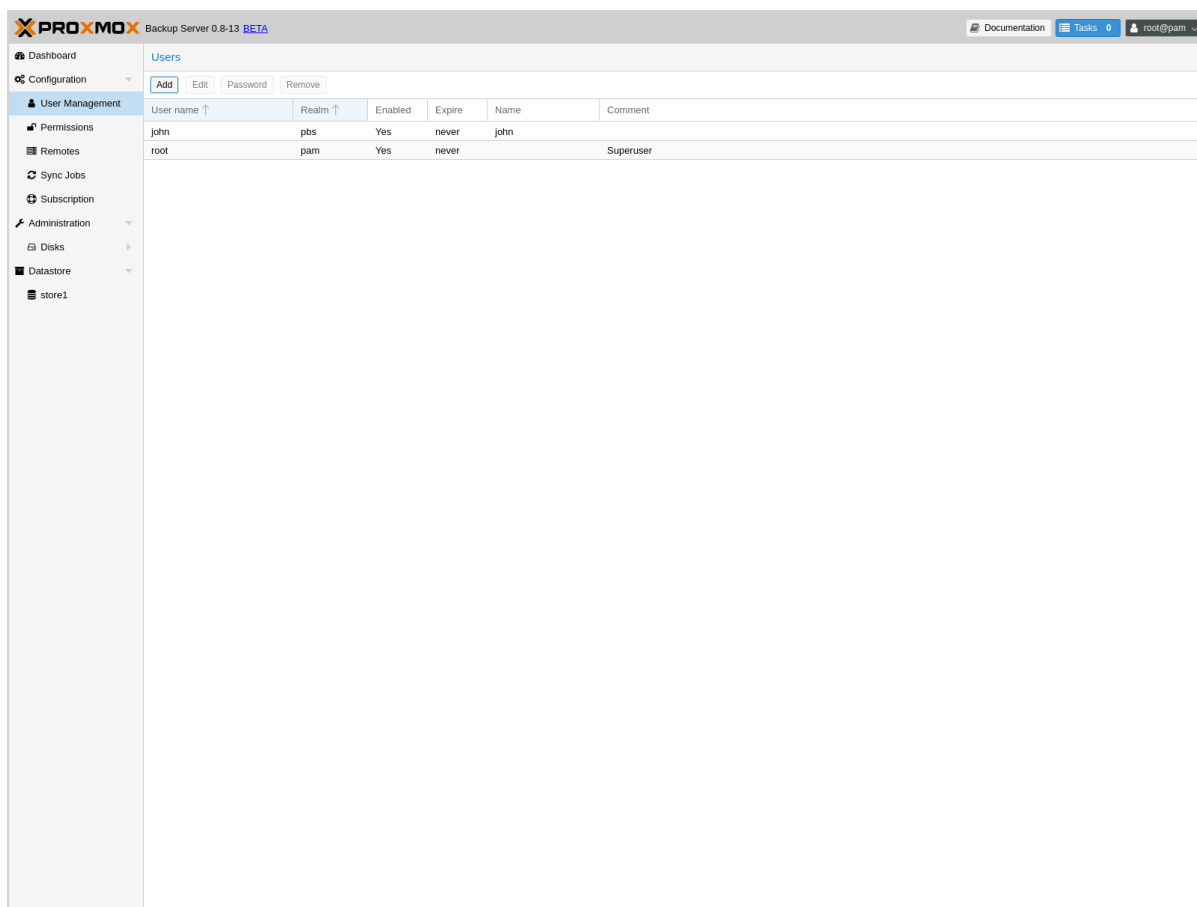 PROXMOX Backup Server 0.8-13 BETA Documentation Tasks 0 root@pam
Dashboard
Configuration
User Management
Permissions
Remotes
Sync Jobs
Subscription
Administration
Disks
Datastore
store1
Users
Add Edit Password Remove
User name Realm Enabled Expire Name Comment
john pbs Yes never john
root pam Yes never Superuser